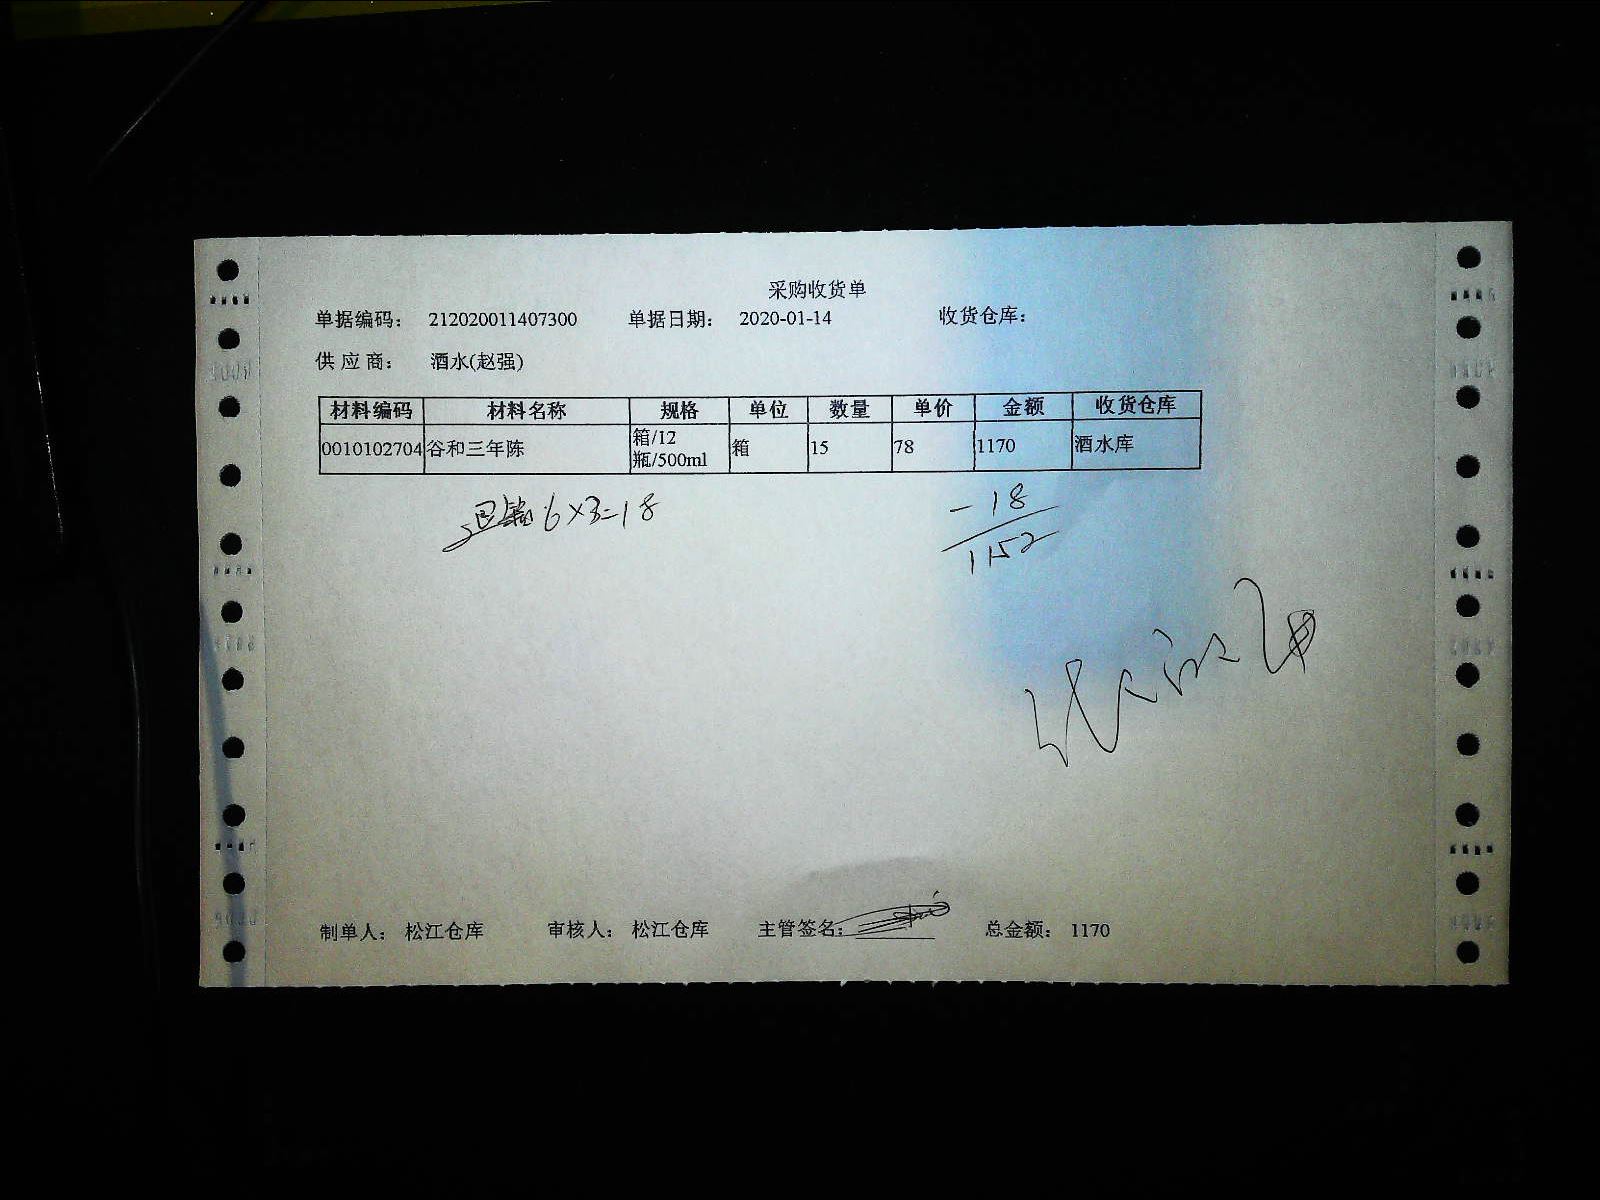 采购收货单
单据编码： 212020011407300 单据日期： 2020-01-14 收货仓库：
供 应 商： 酒水(赵强)
材料编码 材料名称 规格 单位 数量 单价 金额 收货仓库
0010102704 谷和三年陈 箱/12瓶/500ml 箱 15 78 1170 酒水库
6×3=18 -18
1152
制单人： 松江仓库 审核人： 松江仓库 主管签名： 总金额： 1170